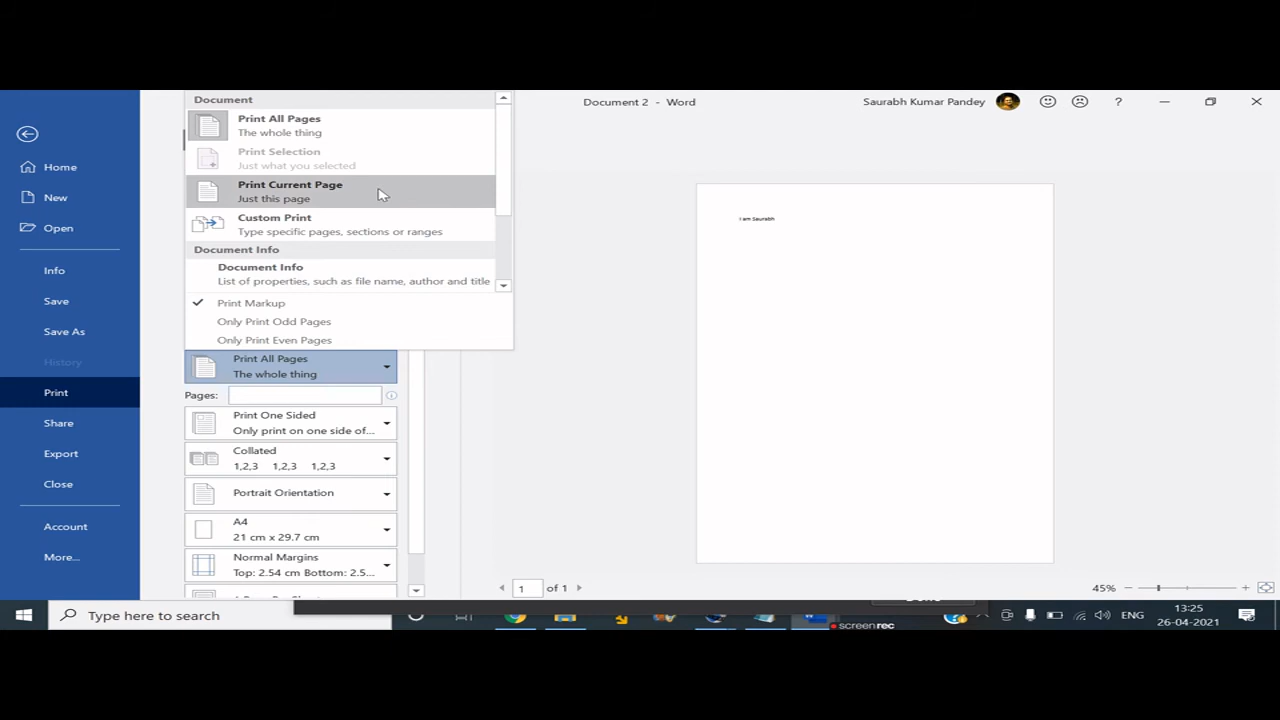 Document 2 - Word
Saurabh Kumar Pandey
?
Home
New
Open
Info
Save
Save As
History
Print
Share
Export
Close
Account
More...
Document
Print All Pages
The whole thing
Print Selection
Just what you selected
Print Current Page
Just this page
Custom Print
Type specific pages, sections or ranges
Document Info
Document Info
List of properties, such as file name, author and title
Print Markup
Only Print Odd Pages
Only Print Even Pages
Print All Pages
The whole thing
Pages:
Print One Sided
Only print on one side of...
Collated
1,2,3 1,2,3 1,2,3
Portrait Orientation
A4
21 cm x 29.7 cm
Normal Margins
Top: 2.54 cm Bottom: 2.5...
I am Saurabh
1 of 1
45%
Type here to search
screenrec
ENG
13:25
26-04-2021